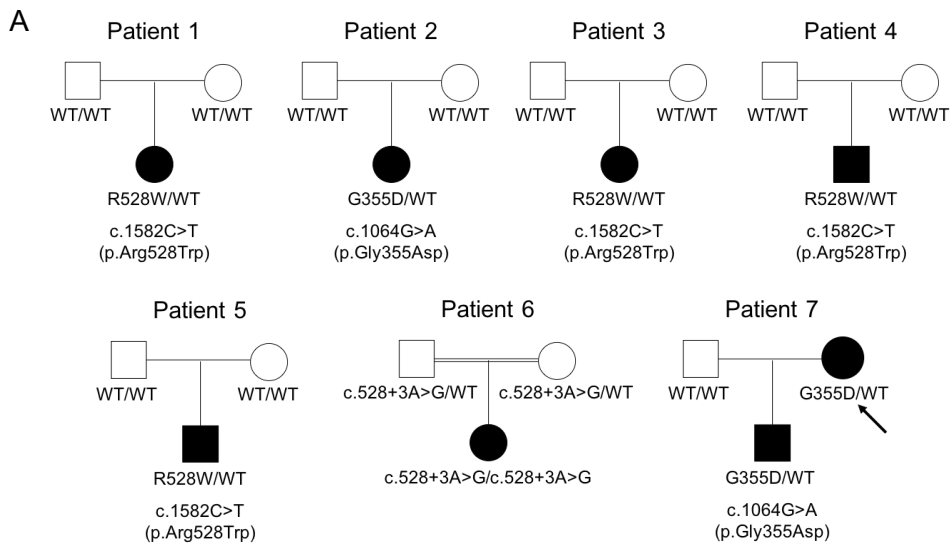 A
Patient 1
Patient 2
Patient 3
Patient 4
WT/WT WT/WT
WT/WT WT/WT
WT/WT WT/WT
WT/WT WT/WT
R528W/WT
G355D/WT
R528W/WT
R528W/WT
c.1582C>T
(p.Arg528Trp)
c.1064G>A
(p.Gly355Asp)
c.1582C>T
(p.Arg528Trp)
c.1582C>T
(p.Arg528Trp)
Patient 5
Patient 6
Patient 7
WT/WT WT/WT
c.528+3A>G/WT c.528+3A>G/WT
WT/WT G355D/WT
R528W/WT
c.528+3A>G/c.528+3A>G
G355D/WT
c.1582C>T
(p.Arg528Trp)
c.1064G>A
(p.Gly355Asp)